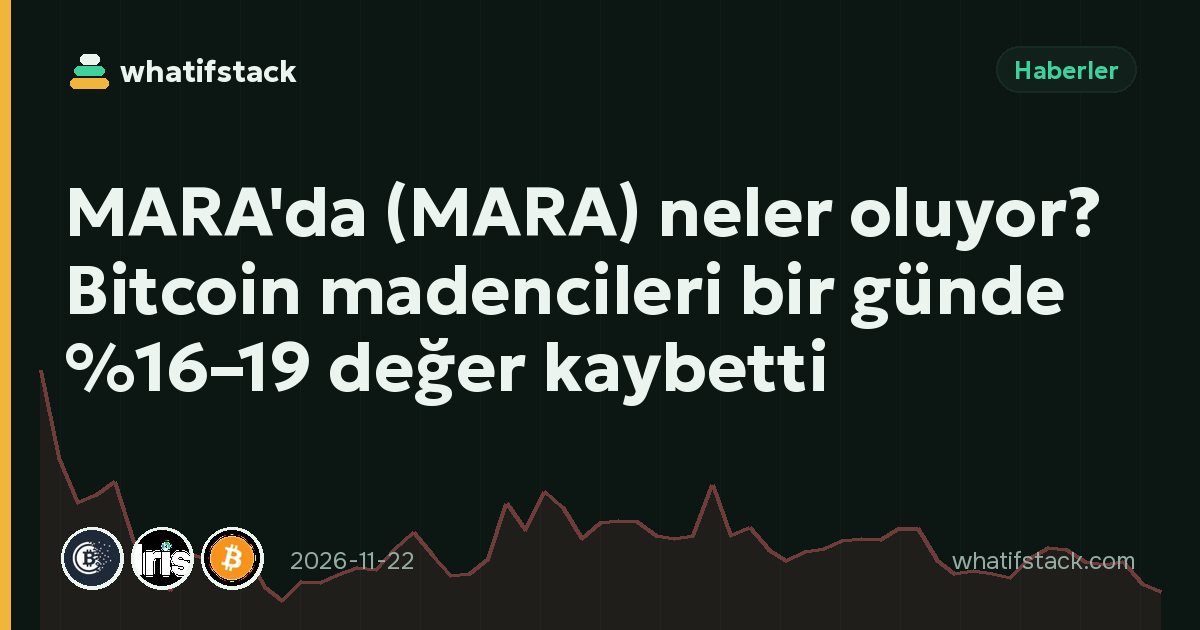 whatifstack
Haberler
MARA'da (MARA) neler oluyor?
Bitcoin madencileri bir günde
%16–19 değer kaybetti
Iris
2026-11-22
whatifstack.com